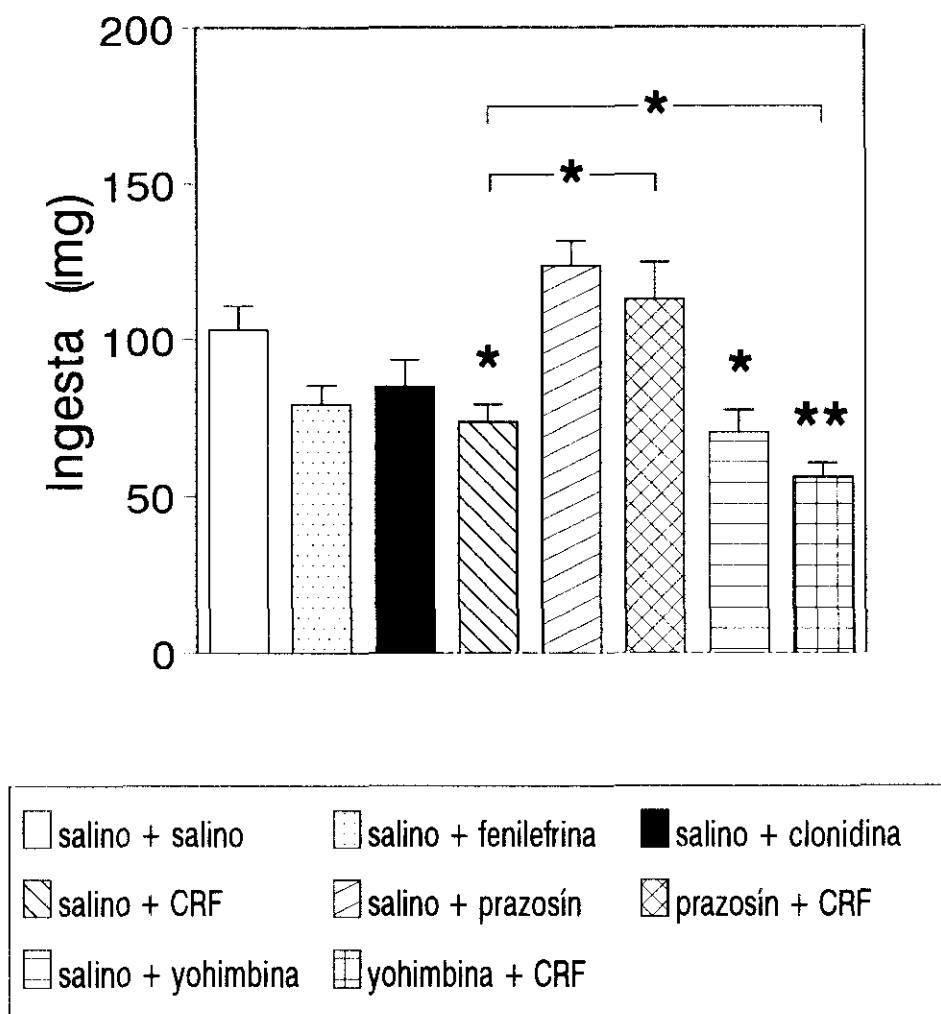 200
150
100
50
0
Ingesta (mg)
*
*
*
*
**
salino + salino
salino + fenilefrina
salino + clonidina
salino + CRF
salino + prazosín
prazosín + CRF
salino + yohimbina
yohimbina + CRF